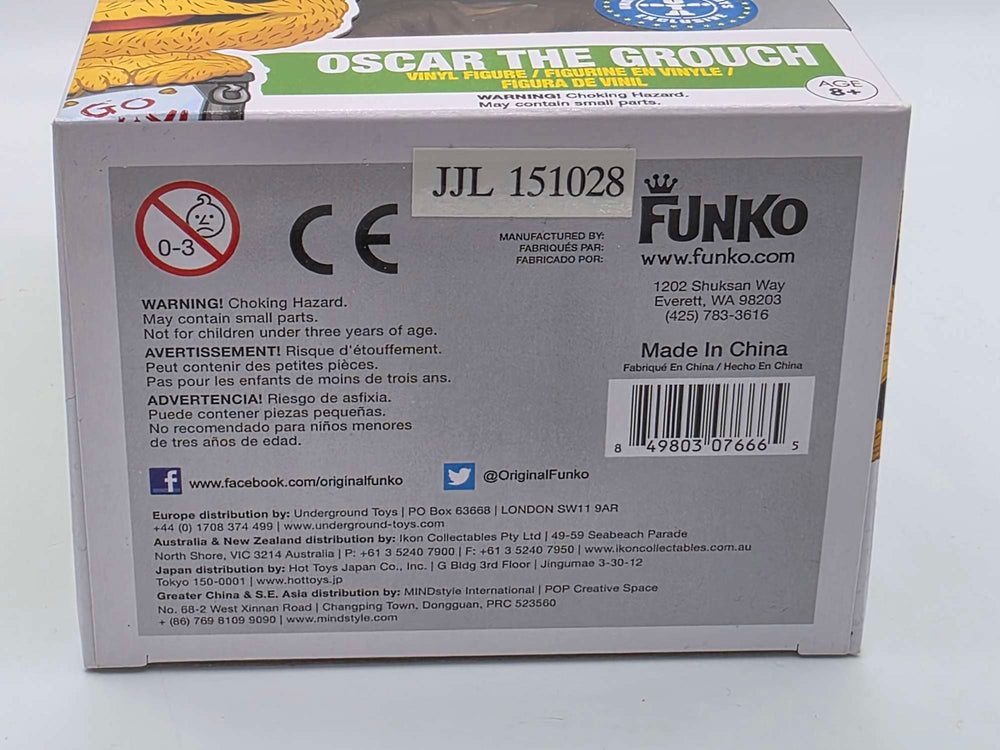 EXCLUSIVE
OSCAR THE GROUCH
VINYL FIGURE / FIGURINE EN VINYLE /
FIGURA DE VINIL
WARNING! Choking Hazard.
May contain small parts.
AGE
8+
GO
JJL 151028
0-3
CE
MANUFACTURED BY:
FABRIQUÉS PAR:
FABRICADO POR:
FUNKO
www.funko.com
1202 Shuksan Way
Everett, WA 98203
(425) 783-3616
Made In China
Fabriqué En China / Hecho En China
8 49803 07666 5
WARNING! Choking Hazard.
May contain small parts.
Not for children under three years of age.
AVERTISSEMENT! Risque d'étouffement.
Peut contenir des petites pièces.
Pas pour les enfants de moins de trois ans.
ADVERTENCIA! Riesgo de asfixia.
Puede contener piezas pequeñas.
No recomendado para niños menores
de tres años de edad.
f www.facebook.com/originalfunko
@OriginalFunko
Europe distribution by: Underground Toys | PO Box 63668 | LONDON SW11 9AR
+44 (0) 1708 374 499 | www.underground-toys.com
Australia & New Zealand distribution by: Ikon Collectables Pty Ltd | 49-59 Seabeach Parade
North Shore, VIC 3214 Australia | P: +61 3 5240 7900 | F: +61 3 5240 7950 | www.ikoncollectables.com.au
Japan distribution by: Hot Toys Japan Co., Inc. | G Bldg 3rd Floor | Jingumae 3-30-12
Tokyo 150-0001 | www.hottoys.jp
Greater China & S.E. Asia distribution by: MINDstyle International | POP Creative Space
No. 68-2 West Xinnan Road | Changping Town, Dongguan, PRC 523560
+ (86) 769 8109 9090 | www.mindstyle.com